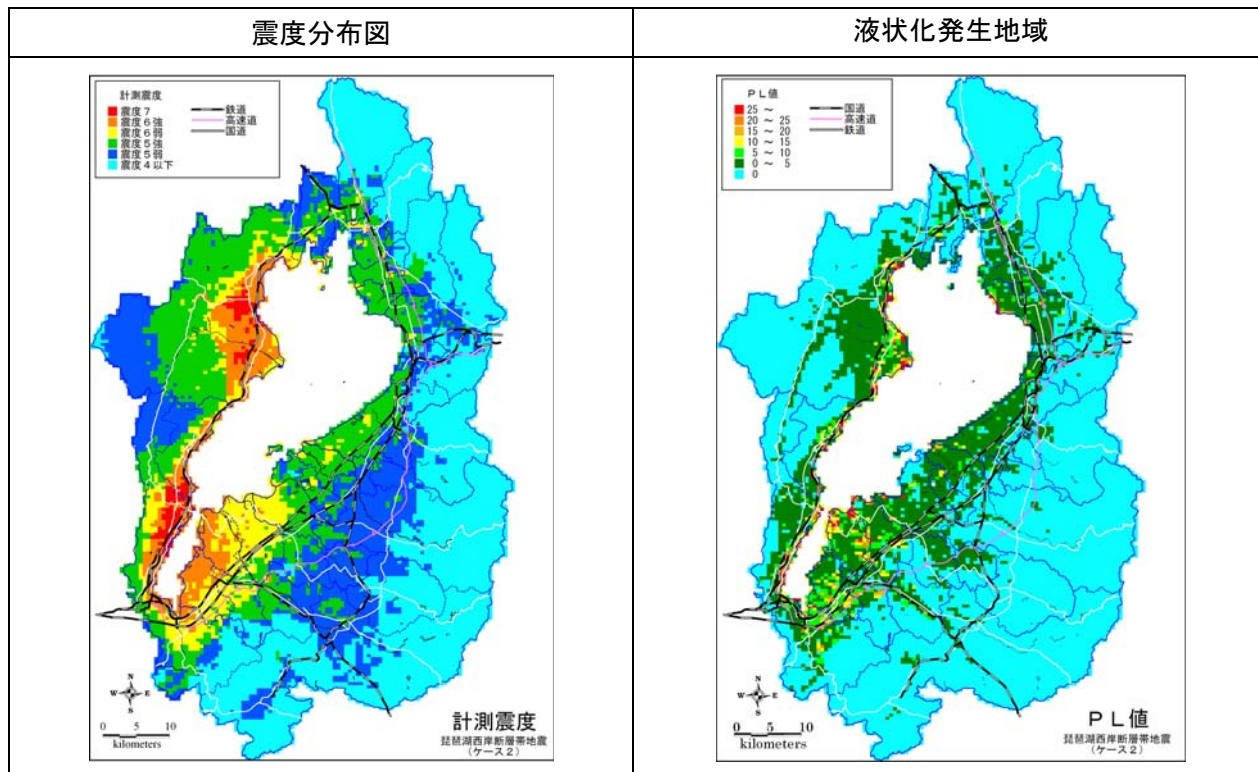 震度分布図
液状化発生地域
計測震度
震度7
震度6強
震度6弱
震度5強
震度5弱
震度4以下
鉄道
高速道
国道
N
W E
S
0 5 10
kilometers
計測震度
琵琶湖西岸断層帯地震
(ケース2)
PL値
25 ~
20 ~ 25
15 ~ 20
10 ~ 15
5 ~ 10
0 ~ 5
0
国道
高速道
鉄道
N
W E
S
0 5 10
kilometers
PL値
琵琶湖西岸断層帯地震
(ケース2)